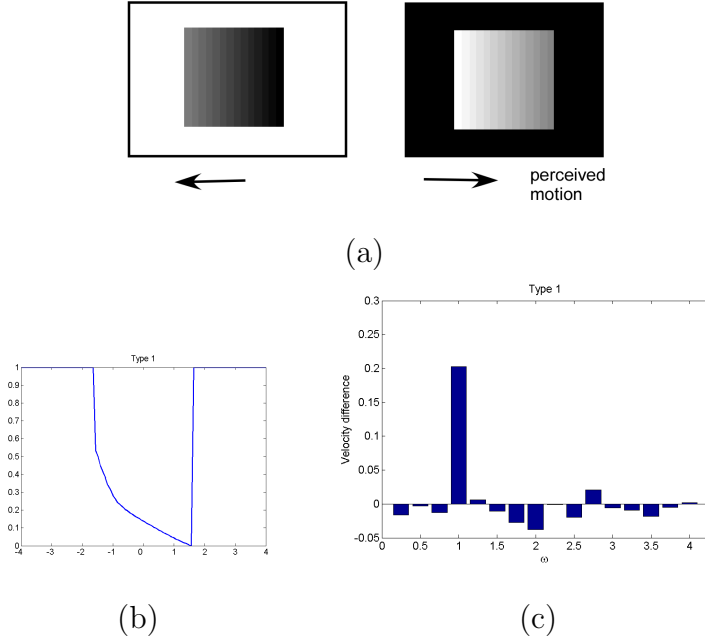 perceived
motion
(a)
Type 1
1
0.9
0.8
0.7
0.6
0.5
0.4
0.3
0.2
0.1
0
-4 -3 -2 -1 0 1 2 3 4
(b)
Type 1
Velocity difference
0.3
0.25
0.2
0.15
0.1
0.05
0
-0.05
0 0.5 1 1.5 2 2.5 3 3.5 4
ω
(c)